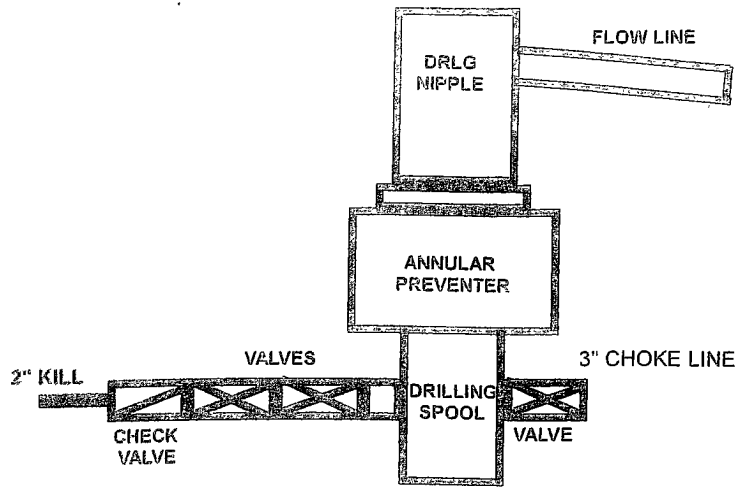 DRLG
NIPPLE
FLOW LINE
ANNULAR
PREVENTER
VALVES
3" CHOKE LINE
2" KILL
DRILLING
SPOOL
CHECK
VALVE
VALVE